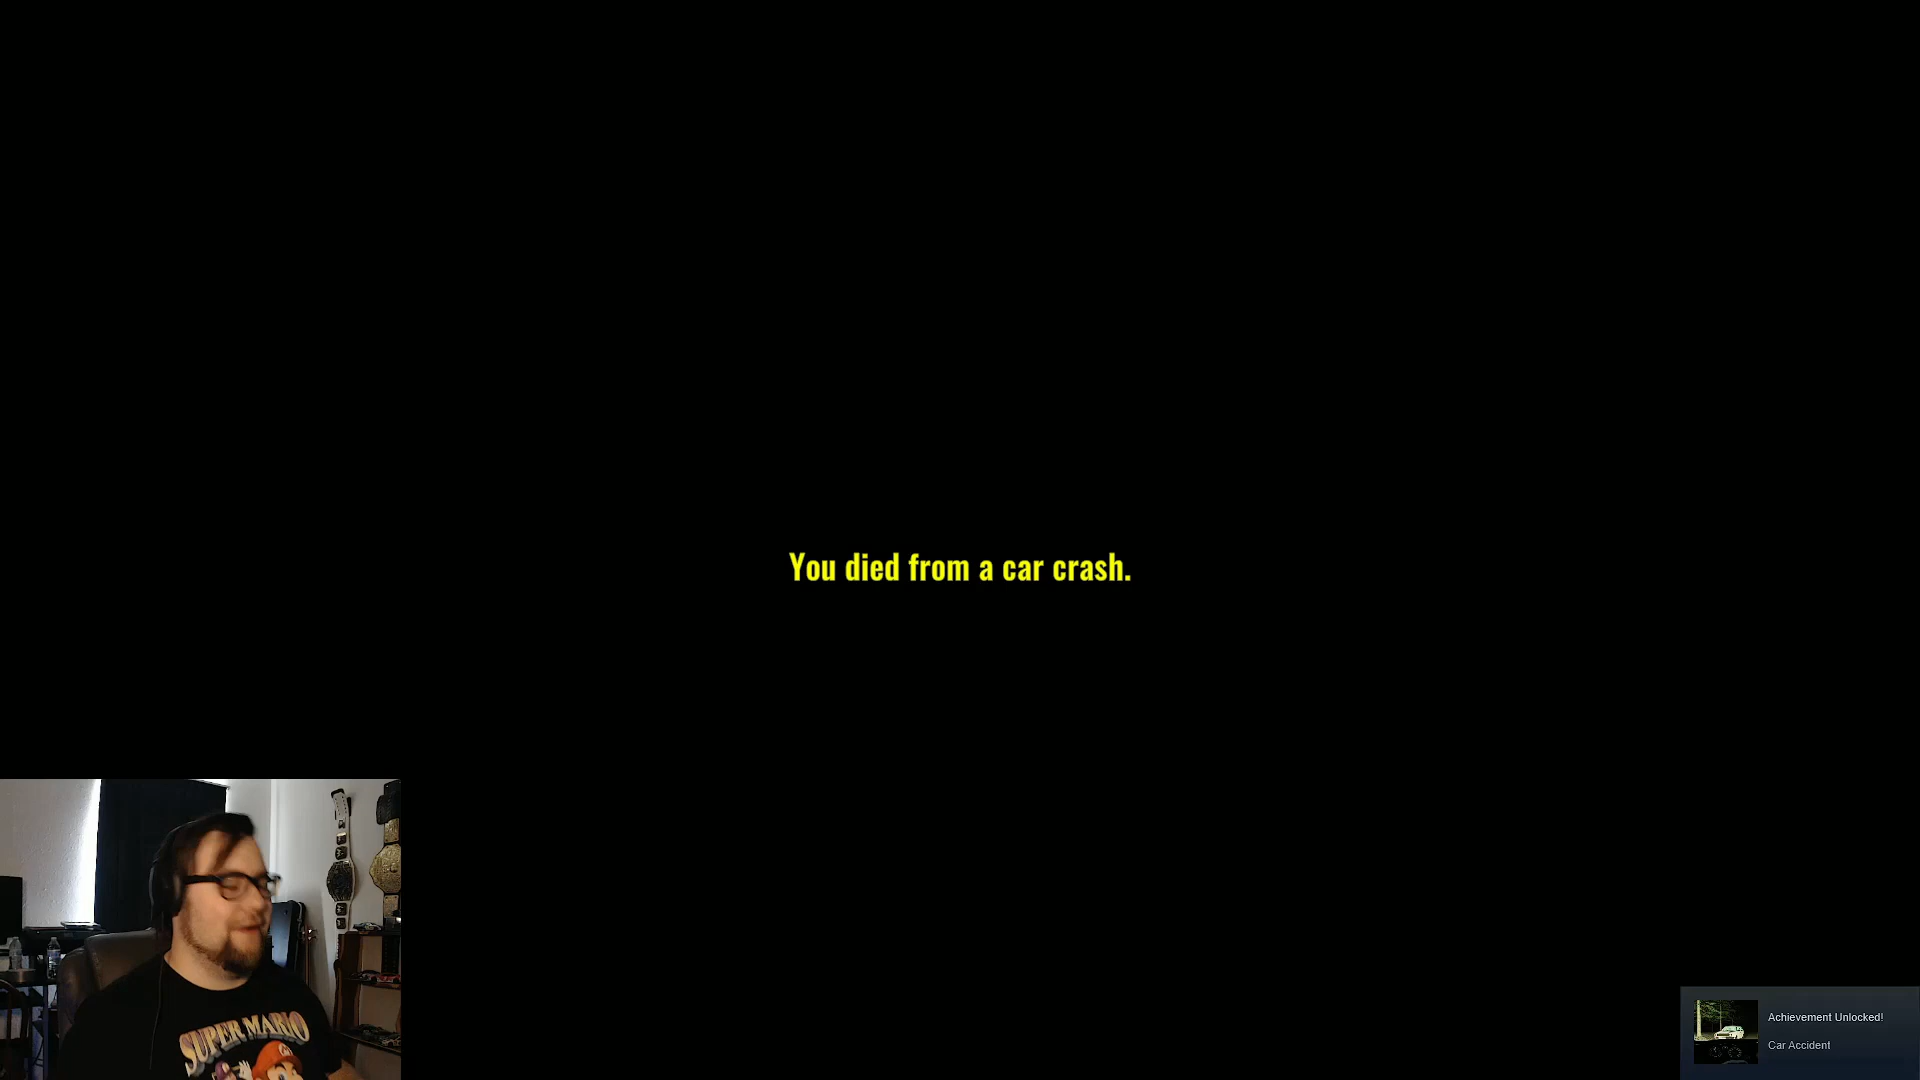 You died from a car crash.
SUPER MARIO
Achievement Unlocked!
Car Accident